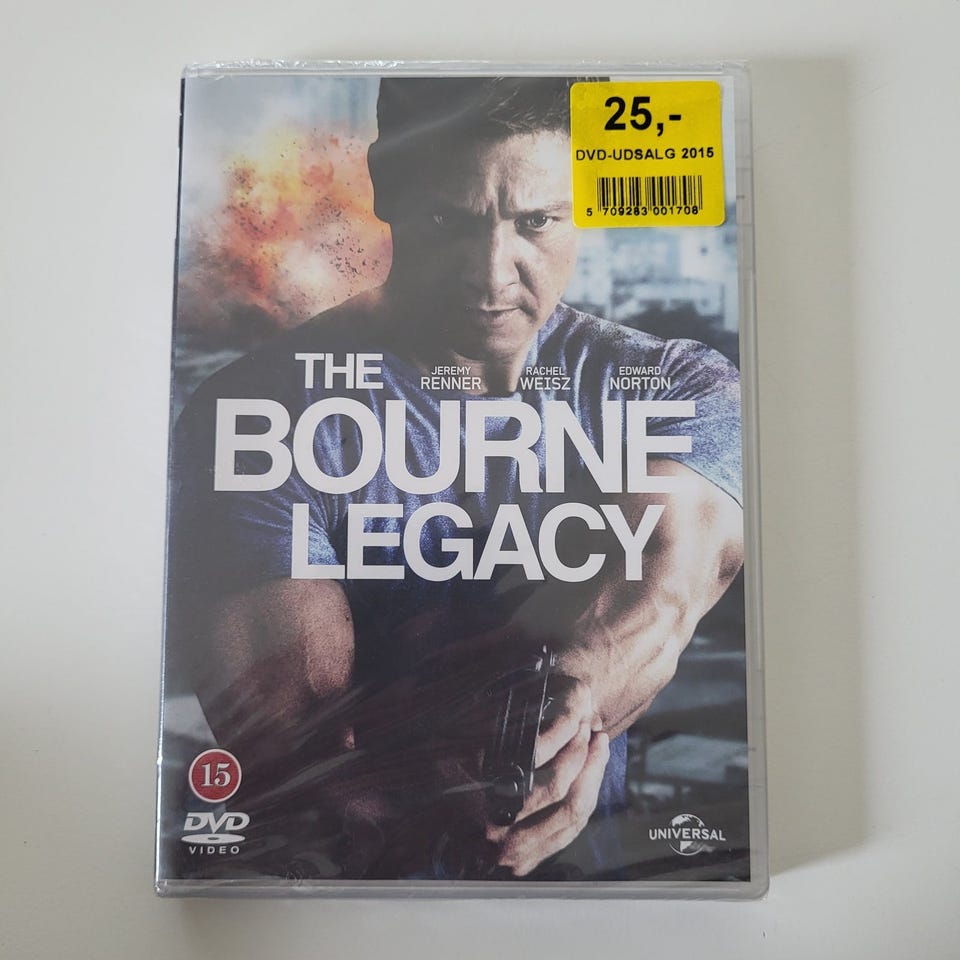 25,-
DVD-UDSALG 2015
5 709283 001708
THE
JEREMY RENNER
RACHEL WEISZ
EDWARD NORTON
BOURNE
LEGACY
15
DVD
VIDEO
UNIVERSAL